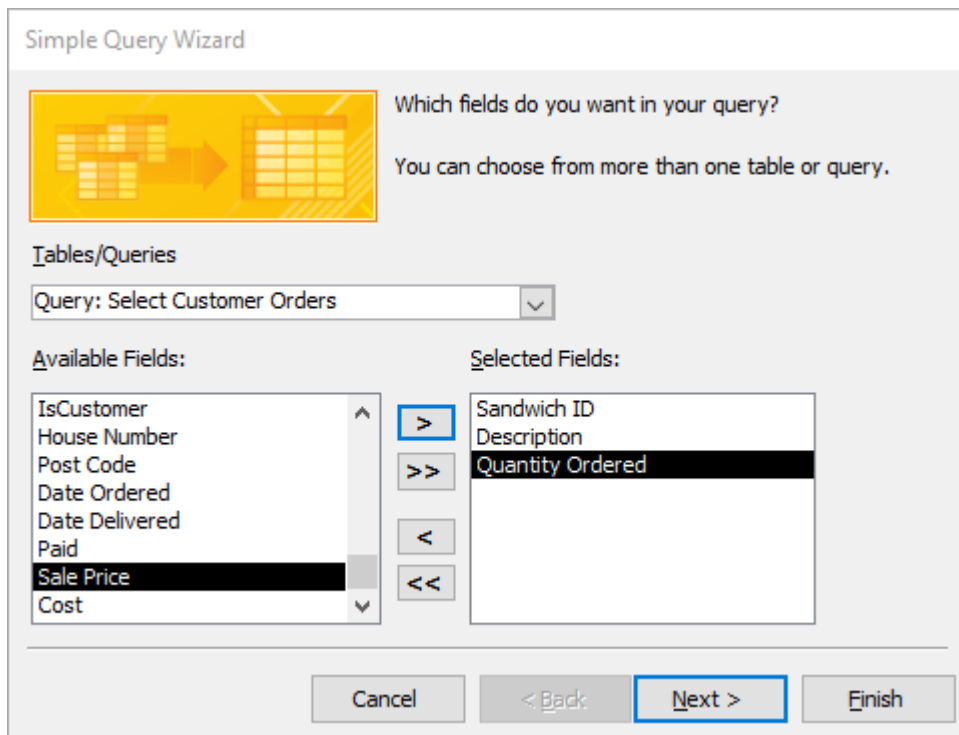 Simple Query Wizard
Which fields do you want in your query?
You can choose from more than one table or query.
Tables/Queries
Query: Select Customer Orders
Available Fields:
IsCustomer
House Number
Post Code
Date Ordered
Date Delivered
Paid
Sale Price
Cost
>
>>
<
<<
Selected Fields:
Sandwich ID
Description
Quantity Ordered
Cancel
< Back
Next >
Finish